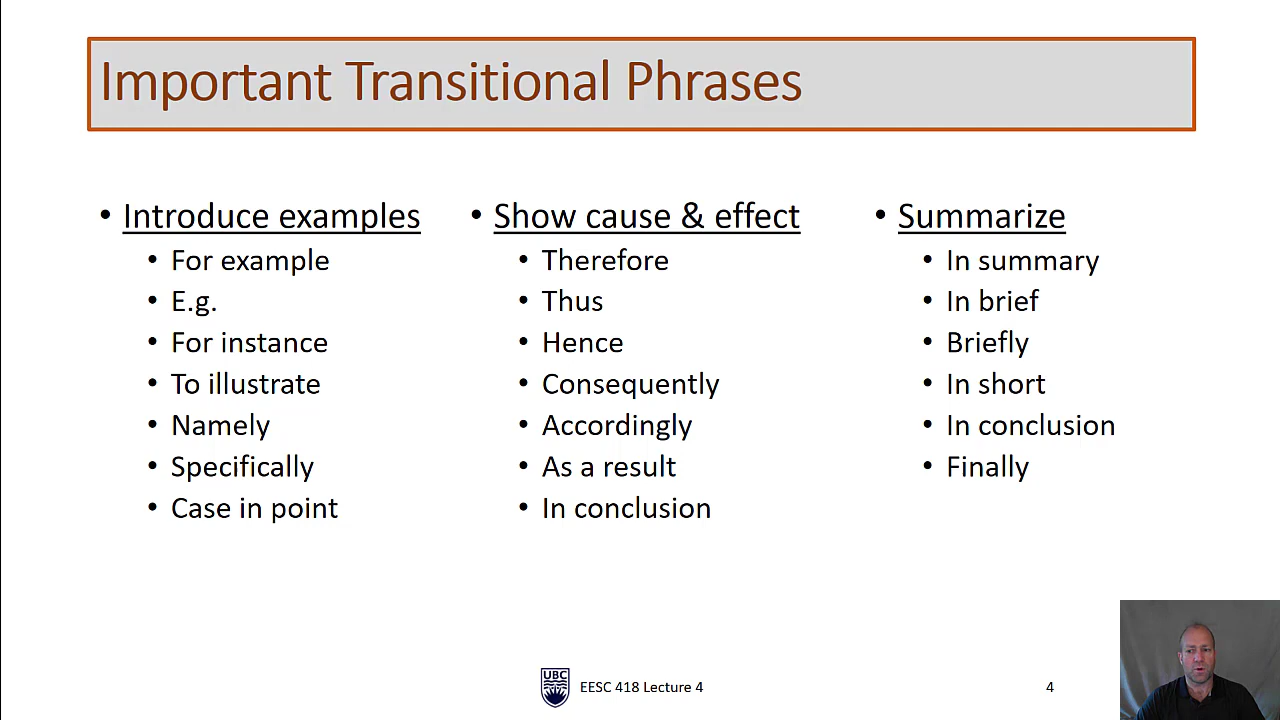 Important Transitional Phrases
• Introduce examples
• For example
• E.g.
• For instance
• To illustrate
• Namely
• Specifically
• Case in point
• Show cause & effect
• Therefore
• Thus
• Hence
• Consequently
• Accordingly
• As a result
• In conclusion
• Summarize
• In summary
• In brief
• Briefly
• In short
• In conclusion
• Finally
UBC
EESC 418 Lecture 4
4